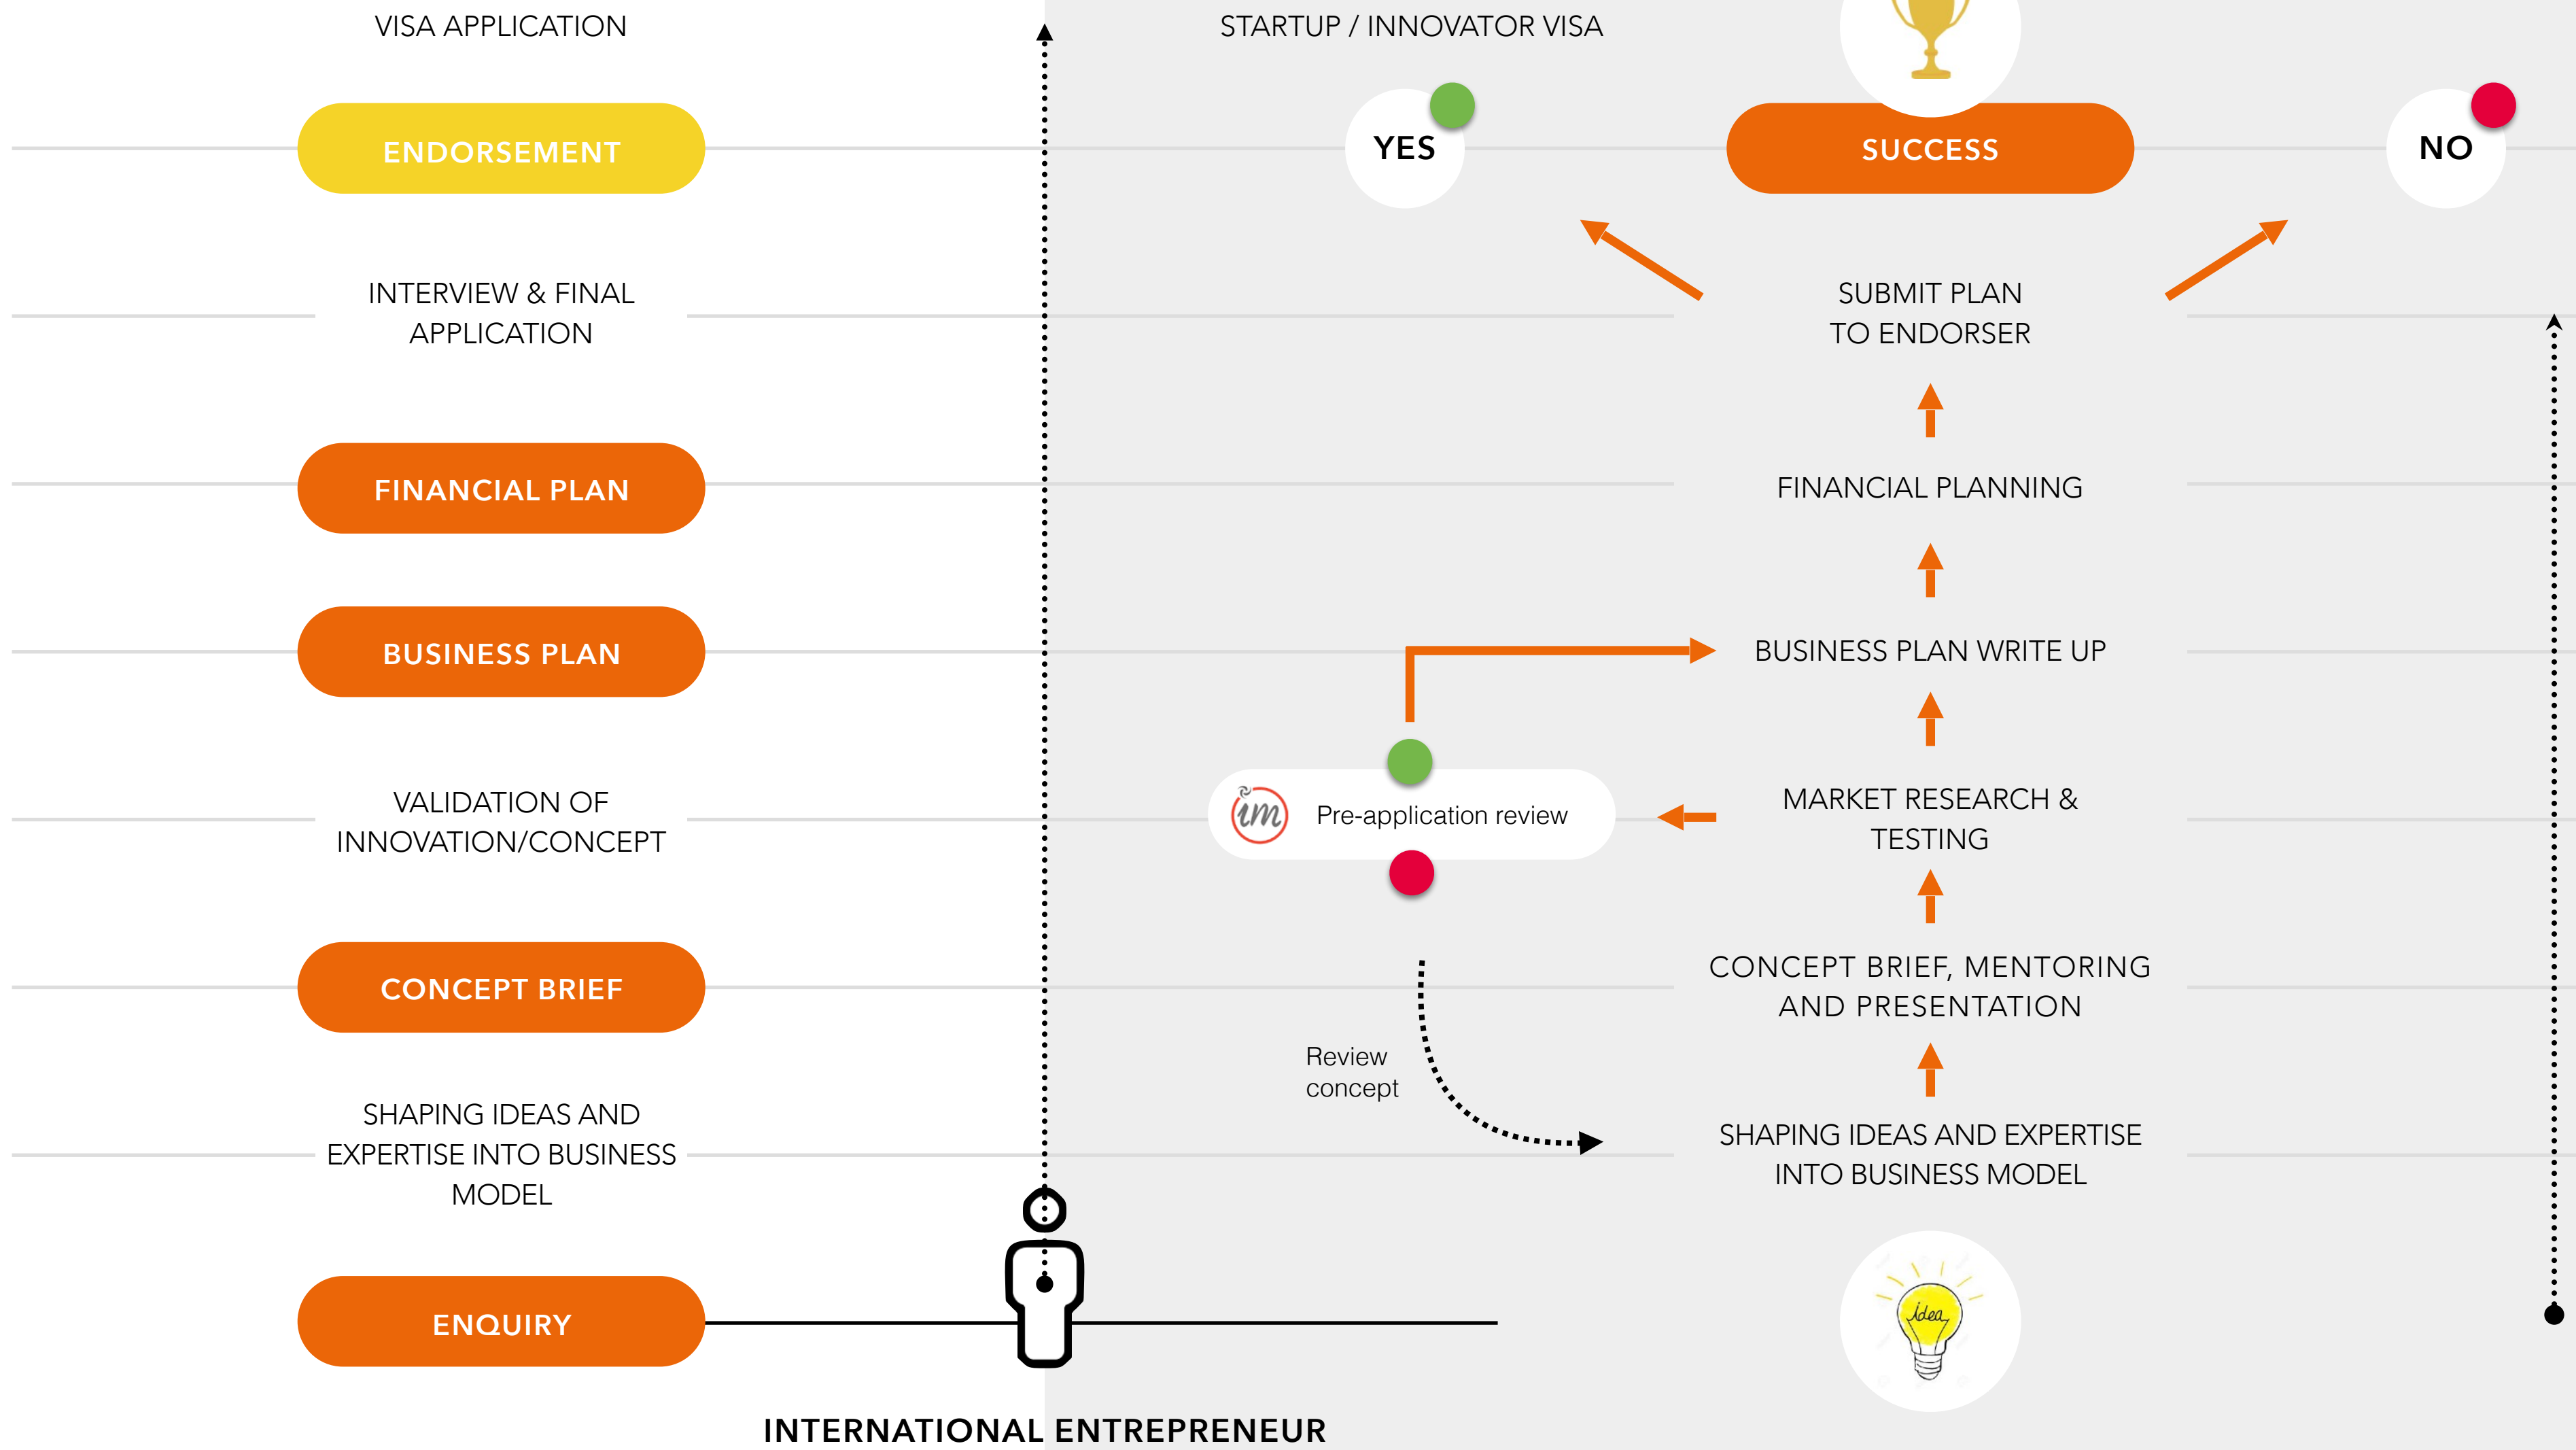 VISA APPLICATION
STARTUP / INNOVATOR VISA
ENDORSEMENT
YES
SUCCESS
NO
INTERVIEW & FINAL
APPLICATION
SUBMIT PLAN
TO ENDORSER
FINANCIAL PLAN
FINANCIAL PLANNING
BUSINESS PLAN
BUSINESS PLAN WRITE UP
VALIDATION OF
INNOVATION/CONCEPT
im
Pre-application review
MARKET RESEARCH &
TESTING
CONCEPT BRIEF
CONCEPT BRIEF, MENTORING
AND PRESENTATION
Review
concept
SHAPING IDEAS AND
EXPERTISE INTO BUSINESS
MODEL
SHAPING IDEAS AND EXPERTISE
INTO BUSINESS MODEL
ENQUIRY
idea
INTERNATIONAL ENTREPRENEUR